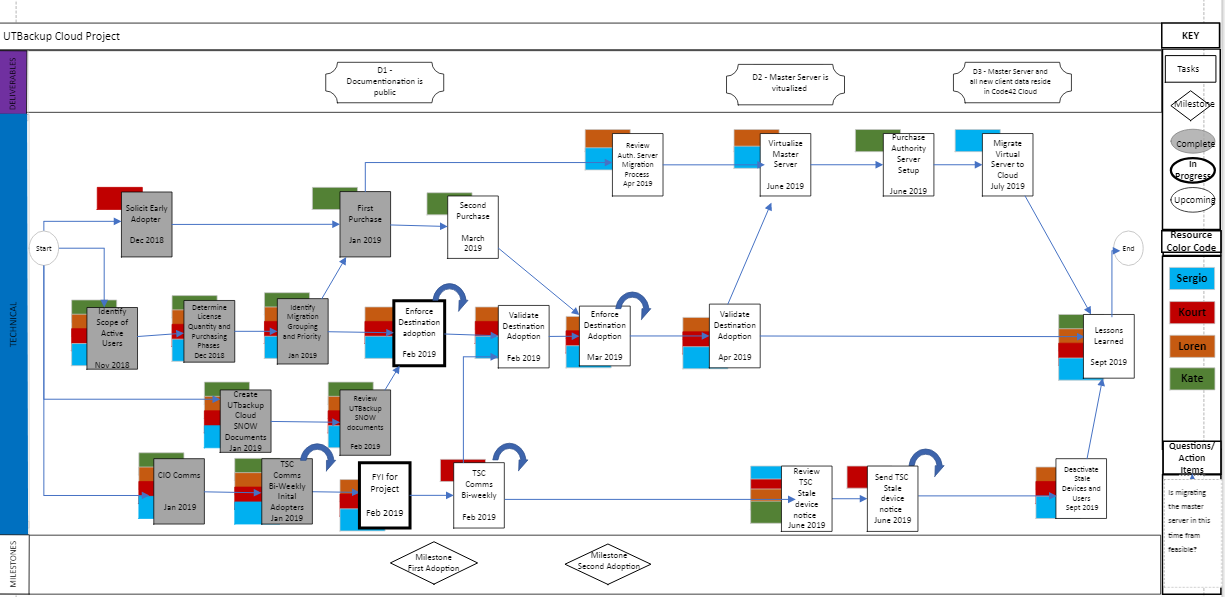 UTBackup Cloud Project
KEY
DELIVERABLES
D1 -
Documentionation is
public
D2 - Master Server is
vitualized
D3 - Master Server and
all new client data reside
in Code42 Cloud
Tasks
Milestone
Complete
In
Progress
Upcoming
Resource
Color Code
Sergio
Kourt
Loren
Kate
Questions/
Action
Items
Is migrating
the master
server in this
time fram
feasible?
TECHNICAL
Start
Review
Auth. Server
Migration
Process
Apr 2019
Virtualize
Master
Server
June 2019
Purchase
Authority
Server
Setup
June 2019
Migrate
Virtual
Server to
Cloud
July 2019
Solicit Early
Adopter
Dec 2018
First
Purchase
Jan 2019
Second
Purchase
March
2019
End
Identify
Scope of
Active
Users
Nov 2018
Determine
License
Quantity and
Purchasing
Phases
Dec 2018
Identify
Migration
Grouping
and Priority
Jan 2019
Enforce
Destination
adoption
Feb 2019
Validate
Destination
Adoption
Feb 2019
Enforce
Destination
Adoption
Mar 2019
Validate
Destination
Adoption
Apr 2019
Lessons
Learned
Sept 2019
Create
UTbackup
Cloud
SNOW
Documents
Jan 2019
Review
UTBackup
SNOW
documents
Feb 2019
CIO Comms
Jan 2019
TSC
Comms
Bi-Weekly
Inital
Adopters
Jan 2019
FYI for
Project
Feb 2019
TSC
Comms
Bi-weekly
Feb 2019
Review
TSC
Stale
device
notice
June 2019
Send TSC
Stale
device
notice
June 2019
Deactivate
Stale
Devices and
Users
Sept 2019
MILESTONES
Milestone
First Adoption
Milestone
Second Adoption